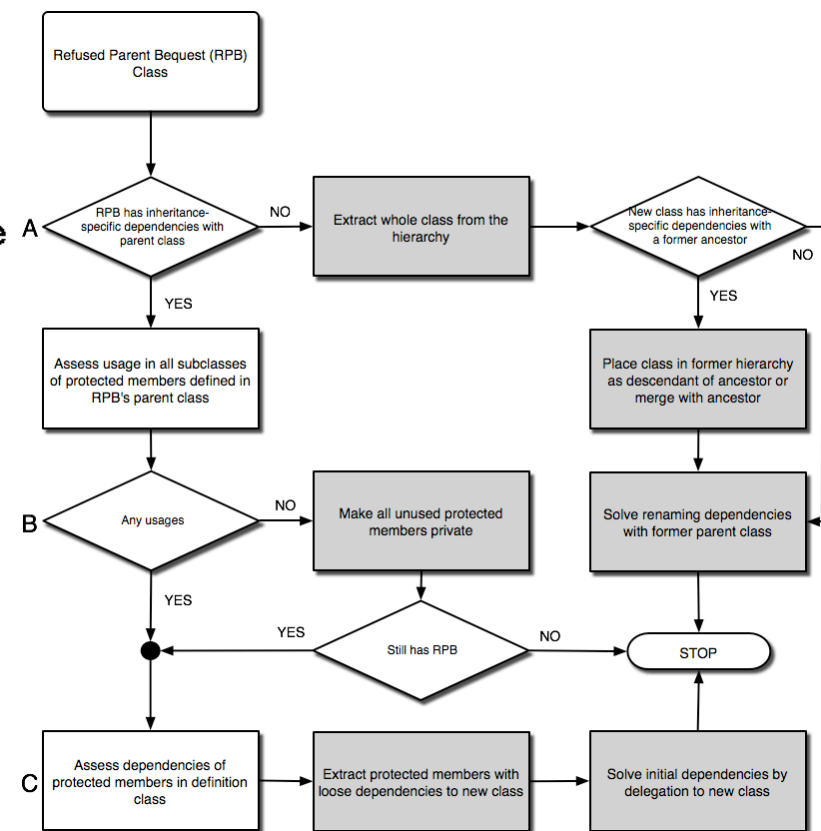 Refused Parent Bequest (RPB)
Class
e
A
RPB has inheritance-
specific dependencies with
parent class
NO
Extract whole class from the
hierarchy
New class has inheritance-
specific dependencies with
a former ancestor
NO
YES
YES
Assess usage in all subclasses
of protected members defined in
RPB's parent class
Place class in former hierarchy
as descendant of ancestor or
merge with ancestor
B
Any usages
NO
Make all unused protected
members private
Solve renaming dependencies
with former parent class
YES
YES
Still has RPB
NO
STOP
C
Assess dependencies of
protected members in definition
class
Extract protected members with
loose dependencies to new class
Solve initial dependencies by
delegation to new class